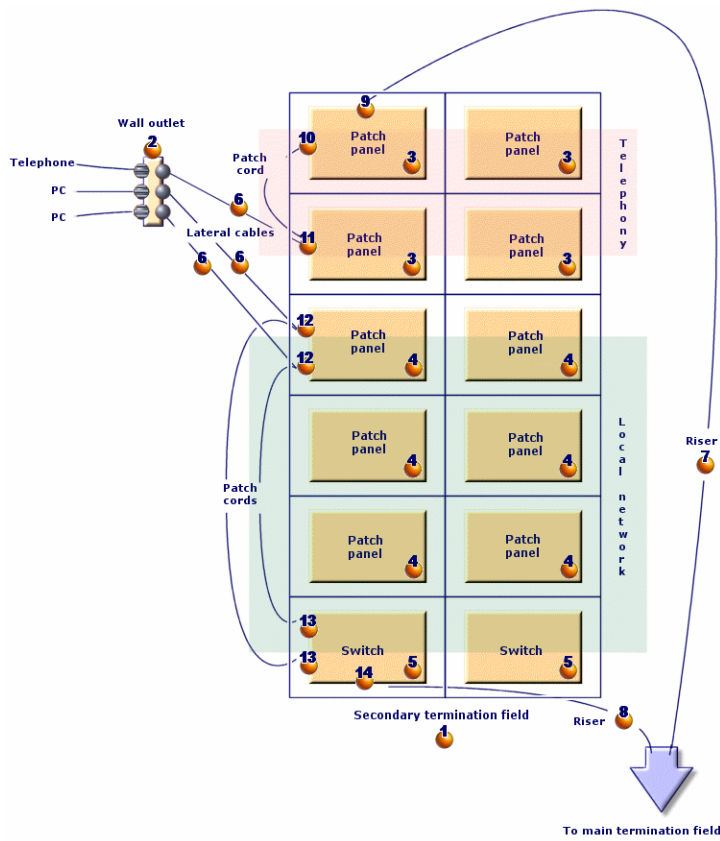 9
Wall outlet
2
10
Patch
panel
3
Patch
panel
3
Telephony
Patch
cord
Telephone
PC
PC
6
Lateral cables
6
6
11
Patch
panel
3
Patch
panel
3
12
12
Patch
panel
4
Patch
panel
4
Local network
Patch
panel
4
Patch
panel
4
Riser
7
Patch
cords
Patch
panel
4
Patch
panel
4
13
13
Switch
5
14
Switch
5
Secondary termination field
1
Riser
8
To main termination field